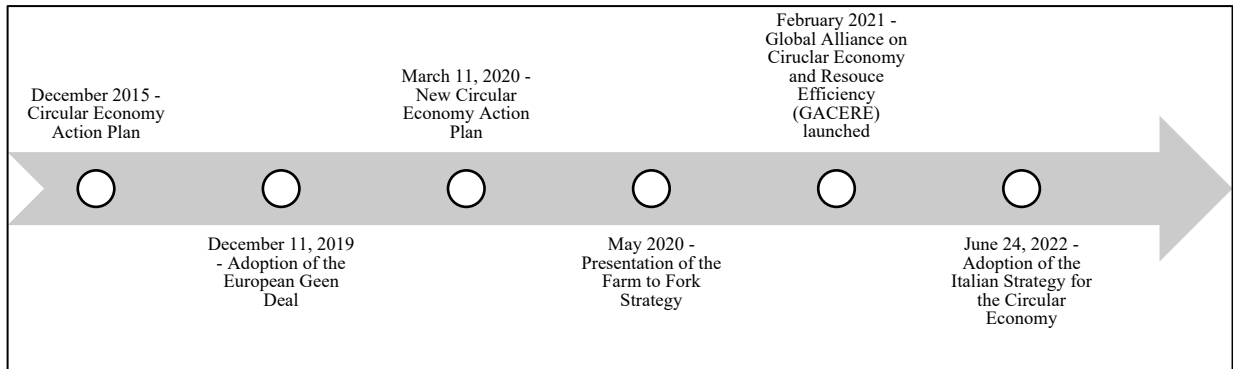 December 2015 -
Circular Economy
Action Plan
December 11, 2019
- Adoption of the
European Geen
Deal
March 11, 2020 -
New Circular
Economy Action
Plan
May 2020 -
Presentation of the
Farm to Fork
Strategy
February 2021 -
Global Alliance on
Ciruclar Economy
and Resouce
Efficiency
(GACERE)
launched
June 24, 2022 -
Adoption of the
Italian Strategy for
the Circular
Economy